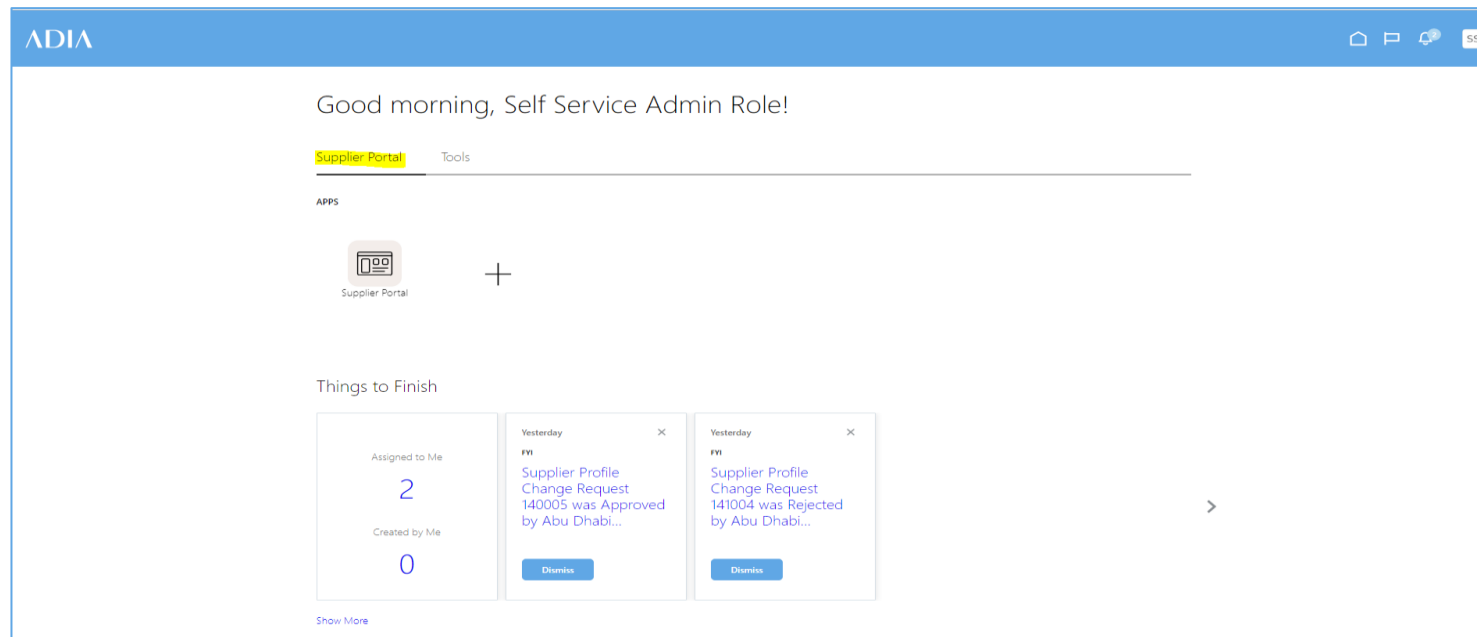 ADIA
2
SS
Good morning, Self Service Admin Role!
Supplier Portal
Tools
APPS
Supplier Portal
Things to Finish
Assigned to Me
2
Created by Me
0
Yesterday
FYI
Supplier Profile
Change Request
140005 was Approved
by Abu Dhabi...
Dismiss
Yesterday
FYI
Supplier Profile
Change Request
141004 was Rejected
by Abu Dhabi...
Dismiss
Show More